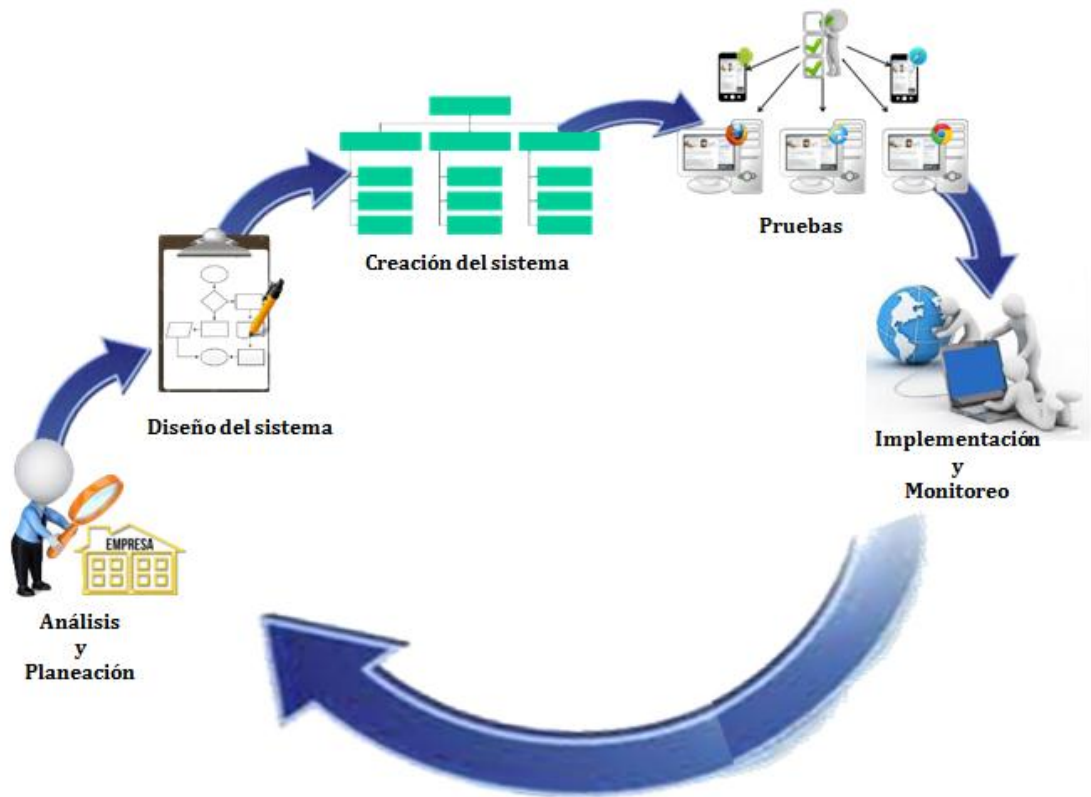 Pruebas
Creación del sistema
Diseño del sistema
Implementación
y
Monitoreo
EMPRESA
Análisis
y
Planeación